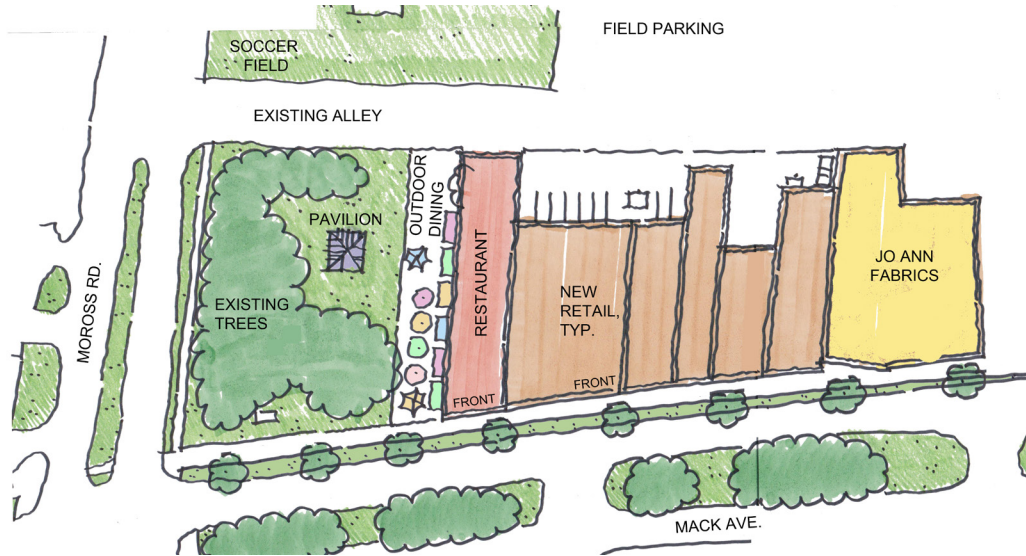 FIELD PARKING
SOCCER
FIELD
EXISTING ALLEY
OUTDOOR
DINING
PAVILION
RESTAURANT
JO ANN
FABRICS
MOROSS RD.
EXISTING
TREES
NEW
RETAIL,
TYP.
FRONT
FRONT
MACK AVE.